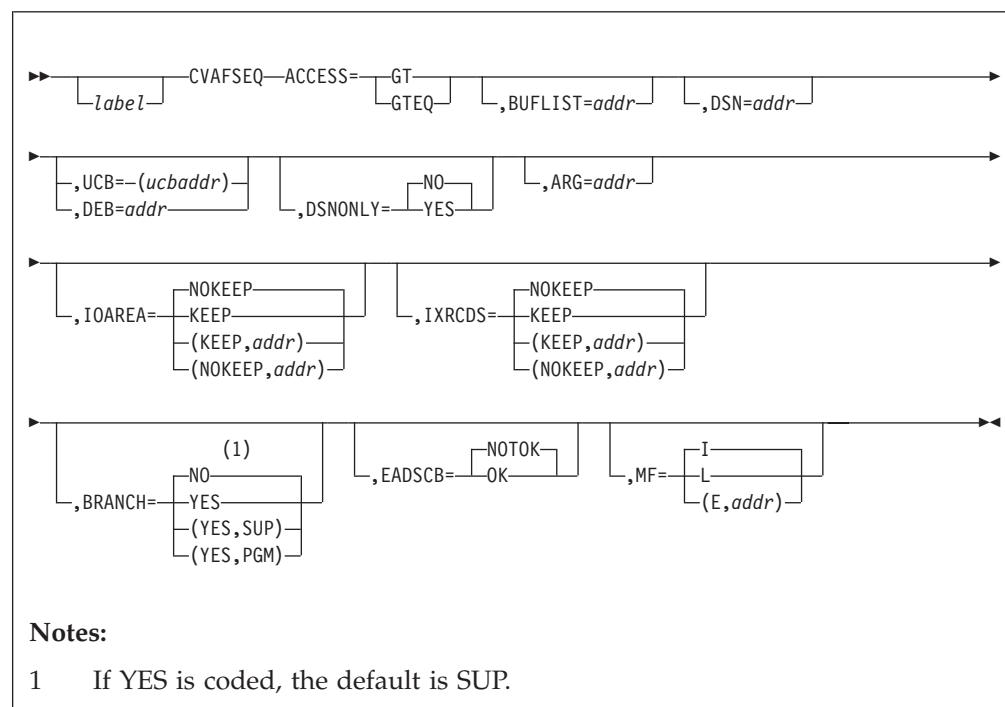 CVAFSEQ ACCESS= GT
label GTEQ ,BUFLIST=addr ,DSN=addr
,UCB= (ucbaddr) NO ,ARG=addr
,DEB=addr ,DSNONLY= YES
NOKEEP NOKEEP
,IOAREA= KEEP ,IXRCDS= KEEP
(KEEP,addr) (KEEP,addr)
(NOKEEP,addr) (NOKEEP,addr)
(1) NOTOK I
NO ,EADSCB= OK ,MF= L
,BRANCH= YES (E,addr)
(YES,SUP)
(YES,PGM)
Notes:
1 If YES is coded, the default is SUP.